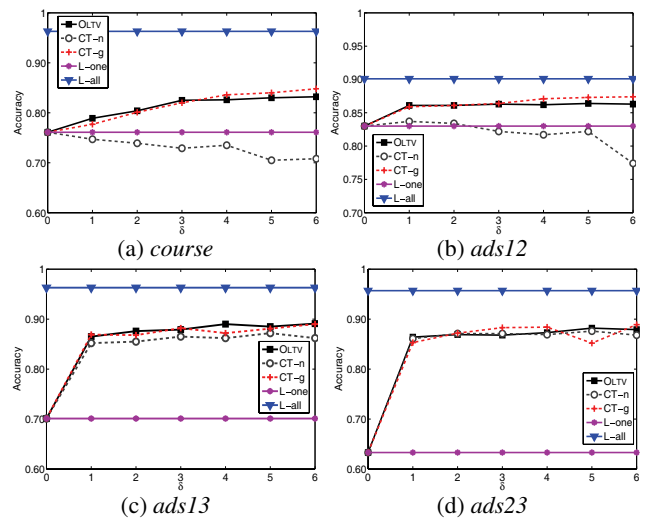 Accuracy
1
0.90
0.80
0.70
0.60
OLTV
CT-n
CT-g
L-one
L-all
0 1 2 3 4 5 6
δ
(a) course
Accuracy
1
0.95
0.90
0.85
0.80
0.75
0.70
OLTV
CT-n
CT-g
L-one
L-all
0 1 2 3 4 5 6
δ
(b) ads12
Accuracy
1
0.90
0.80
0.70
0.60
OLTV
CT-n
CT-g
L-one
L-all
0 1 2 3 4 5 6
δ
(c) ads13
Accuracy
1
0.90
0.80
0.70
0.60
OLTV
CT-n
CT-g
L-one
L-all
0 1 2 3 4 5 6
δ
(d) ads23